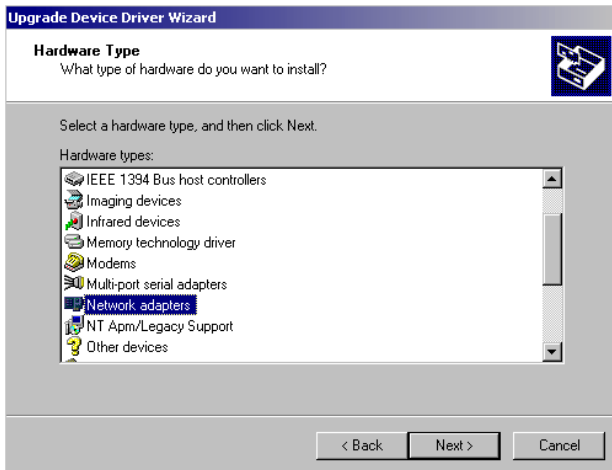 Upgrade Device Driver Wizard
Hardware Type
What type of hardware do you want to install?
Select a hardware type, and then click Next.
Hardware types:
IEEE 1394 Bus host controllers
Imaging devices
Infrared devices
Memory technology driver
Modems
Multi-port serial adapters
Network adapters
NT Apm/Legacy Support
Other devices
< Back Next > Cancel